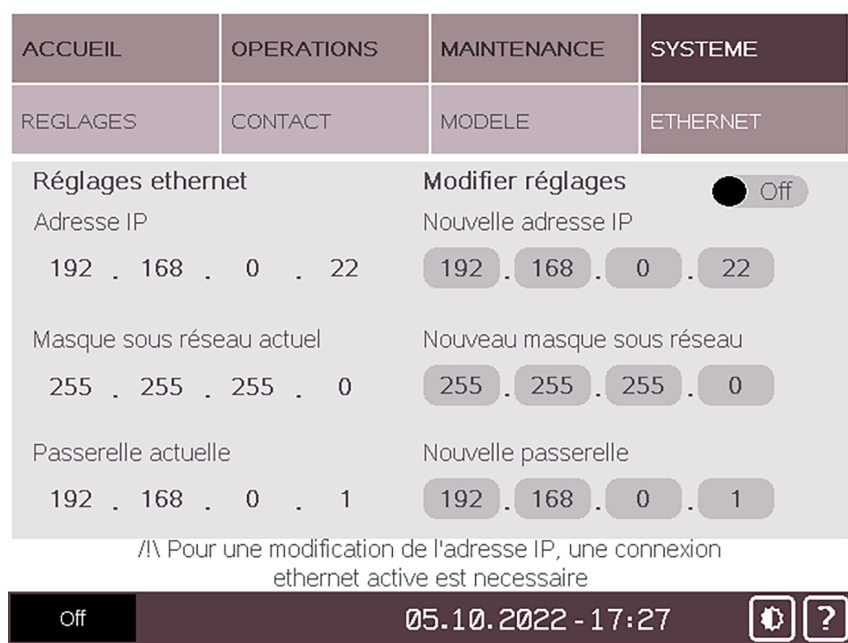 ACCUEIL OPERATIONS MAINTENANCE SYSTEME
REGLAGES CONTACT MODELE ETHERNET
Réglages ethernet Modifier réglages Off
Adresse IP Nouvelle adresse IP
192 . 168 . 0 . 22 192 . 168 . 0 . 22
Masque sous réseau actuel Nouveau masque sous réseau
255 . 255 . 255 . 0 255 . 255 . 255 . 0
Passerelle actuelle Nouvelle passerelle
192 . 168 . 0 . 1 192 . 168 . 0 . 1
/!\ Pour une modification de l'adresse IP, une connexion
ethernet active est necessaire
Off 05.10.2022 - 17:27 ?